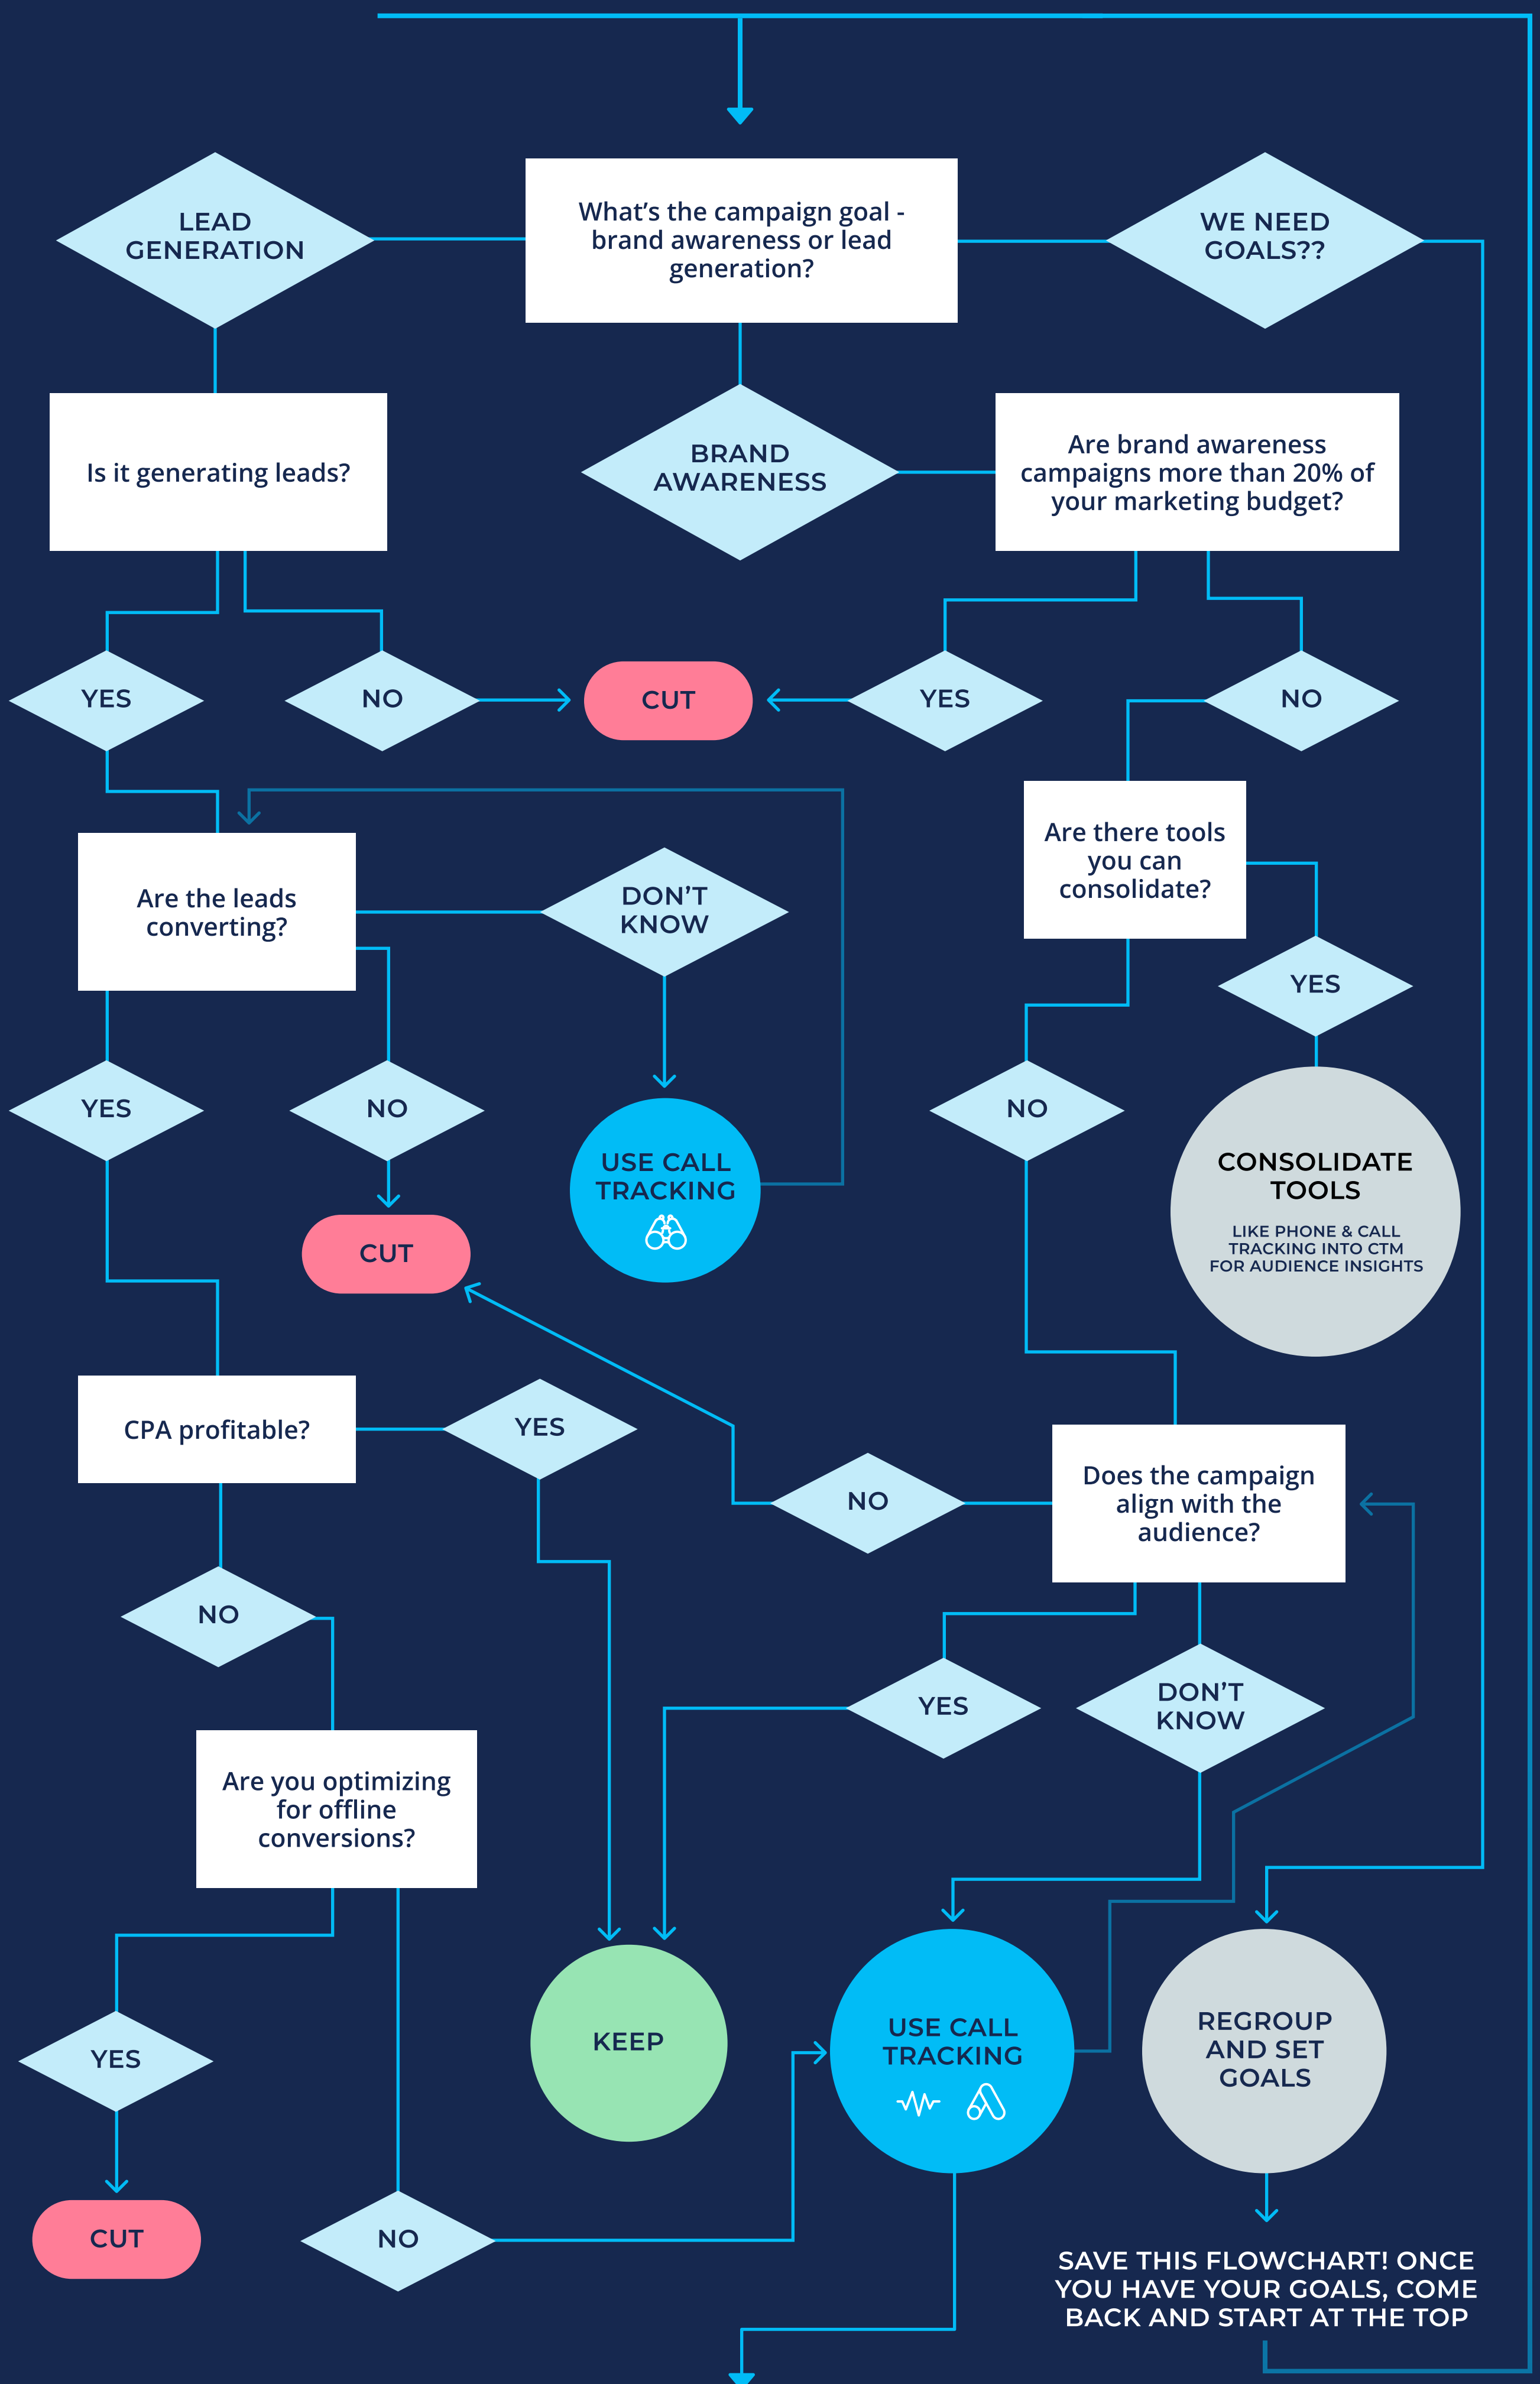 LEAD
GENERATION
What’s the campaign goal -
brand awareness or lead
generation?
WE NEED
GOALS??
Is it generating leads?
BRAND
AWARENESS
Are brand awareness
campaigns more than 20% of
your marketing budget?
YES
NO
CUT
YES
NO
Are there tools
you can
consolidate?
Are the leads
converting?
DON’T
KNOW
YES
YES
NO
NO
USE CALL
TRACKING
CONSOLIDATE
TOOLS
LIKE PHONE & CALL
TRACKING INTO CTM
FOR AUDIENCE INSIGHTS
CUT
CPA profitable?
YES
NO
Does the campaign
align with the
audience?
NO
YES
DON’T
KNOW
Are you optimizing
for offline
conversions?
YES
KEEP
USE CALL
TRACKING
REGROUP
AND SET
GOALS
CUT
NO
SAVE THIS FLOWCHART! ONCE
YOU HAVE YOUR GOALS, COME
BACK AND START AT THE TOP